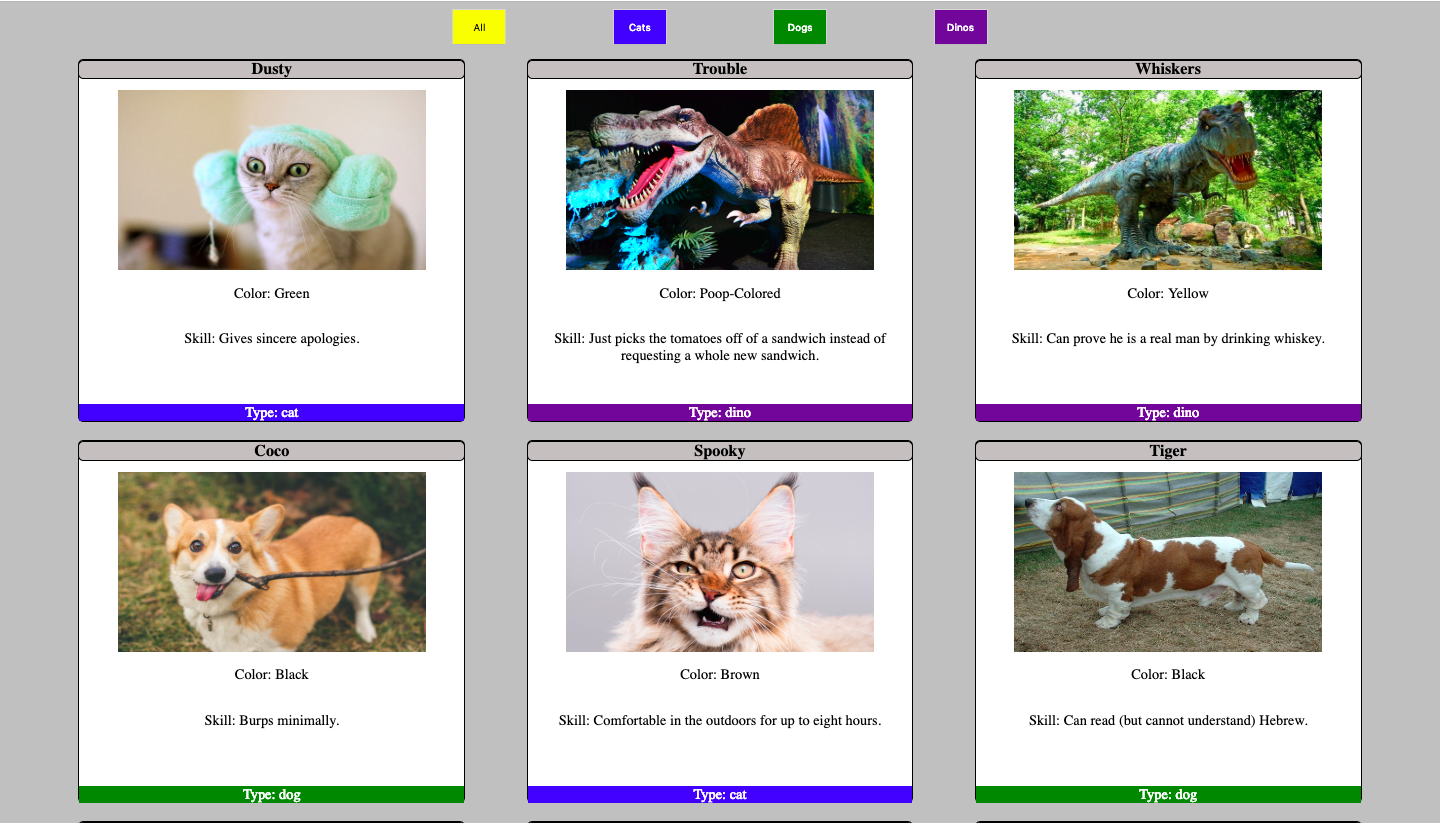 All
Cats
Dogs
Dinos
Dusty
Color: Green
Skill: Gives sincere apologies.
Type: cat
Trouble
Color: Poop-Colored
Skill: Just picks the tomatoes off of a sandwich instead of
requesting a whole new sandwich.
Type: dino
Whiskers
Color: Yellow
Skill: Can prove he is a real man by drinking whiskey.
Type: dino
Coco
Color: Black
Skill: Burps minimally.
Type: dog
Spooky
Color: Brown
Skill: Comfortable in the outdoors for up to eight hours.
Type: cat
Tiger
Color: Black
Skill: Can read (but cannot understand) Hebrew.
Type: dog